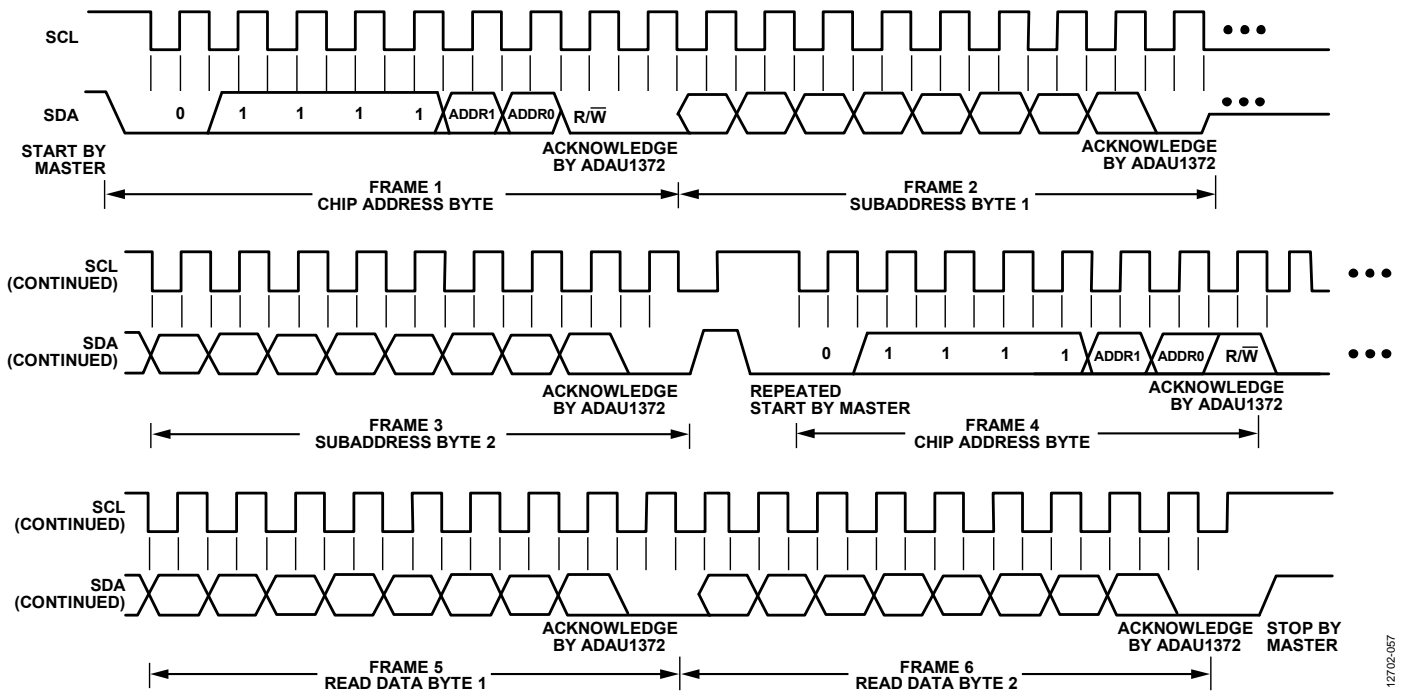 SCL
SDA
0 1 1 1 1 ADDR1 ADDR0 R/W̅
START BY
MASTER
ACKNOWLEDGE
BY ADAU1372
ACKNOWLEDGE
BY ADAU1372
FRAME 1
CHIP ADDRESS BYTE
FRAME 2
SUBADDRESS BYTE 1
SCL
(CONTINUED)
SDA
(CONTINUED)
0 1 1 1 1 ADDR1 ADDR0 R/W̅
ACKNOWLEDGE
BY ADAU1372
REPEATED
START BY MASTER
ACKNOWLEDGE
BY ADAU1372
FRAME 3
SUBADDRESS BYTE 2
FRAME 4
CHIP ADDRESS BYTE
SCL
(CONTINUED)
SDA
(CONTINUED)
ACKNOWLEDGE
BY ADAU1372
ACKNOWLEDGE
BY ADAU1372
STOP BY
MASTER
FRAME 5
READ DATA BYTE 1
FRAME 6
READ DATA BYTE 2
12702-057